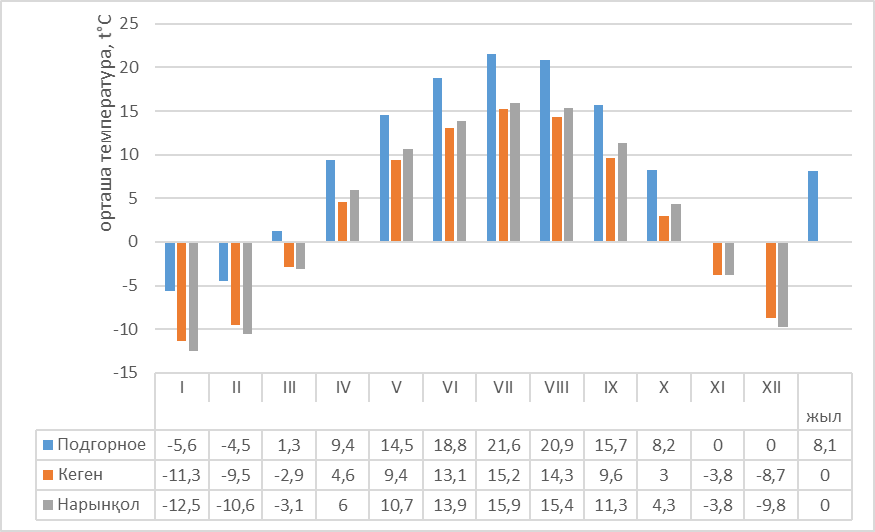 орташа температура, t°C
25
20
15
10
5
0
-5
-10
-15
I II III IV V VI VII VIII IX X XI XII жыл
Подгорное -5,6 -4,5 1,3 9,4 14,5 18,8 21,6 20,9 15,7 8,2 0 0 8,1
Кеген -11,3 -9,5 -2,9 4,6 9,4 13,1 15,2 14,3 9,6 3 -3,8 -8,7 0
Нарынқол -12,5 -10,6 -3,1 6 10,7 13,9 15,9 15,4 11,3 4,3 -3,8 -9,8 0